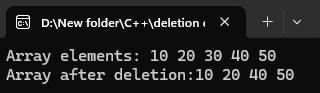 D:\New folder\C++\deletion
Array elements: 10 20 30 40 50
Array after deletion:10 20 40 50